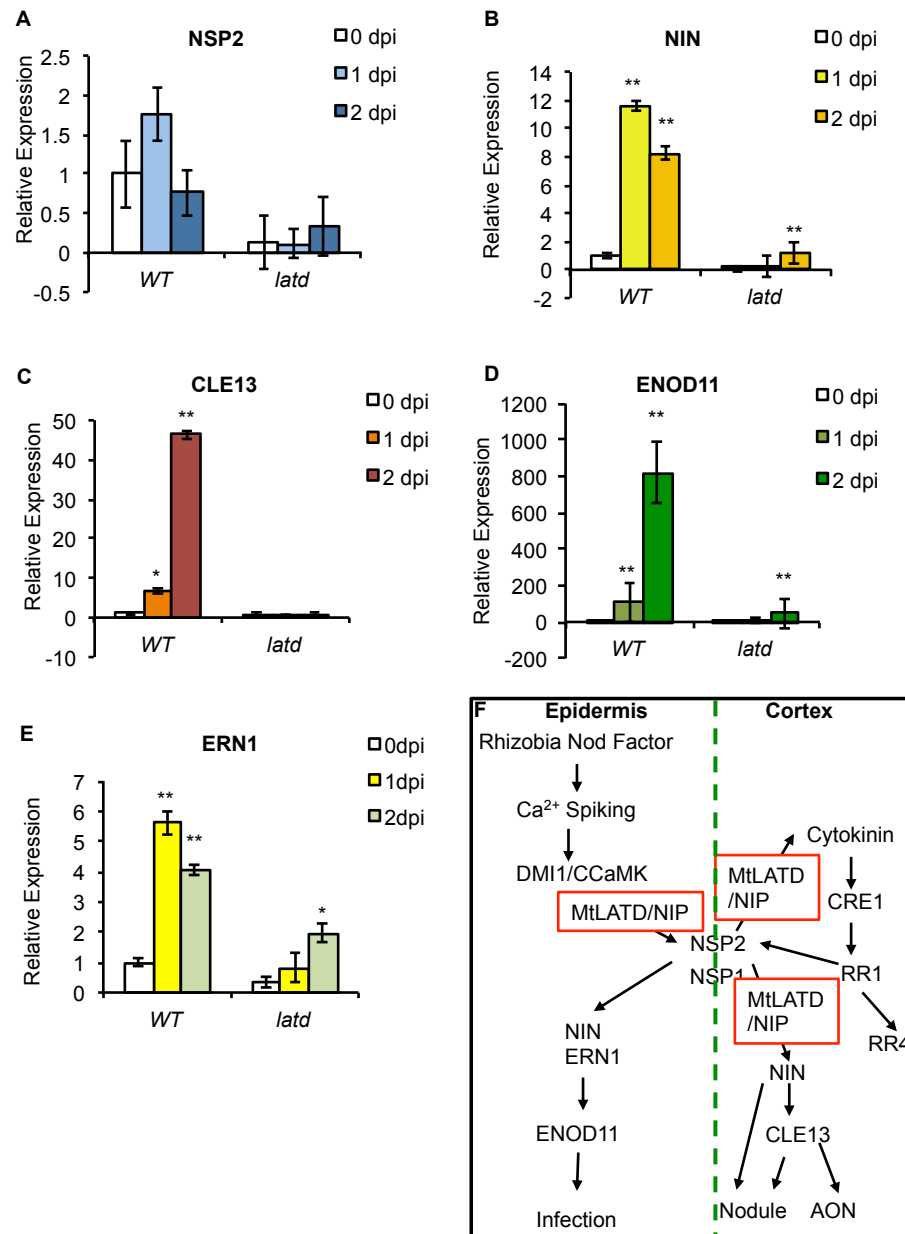 A
NSP2
0 dpi
1 dpi
2 dpi
Relative Expression
2.5
2
1.5
1
0.5
0
-0.5
WT
latd
B
NIN
0 dpi
1 dpi
2 dpi
Relative Expression
14
12
10
8
6
4
2
0
-2
**
**
**
WT
latd
C
CLE13
0 dpi
1 dpi
2 dpi
Relative Expression
50
40
30
20
10
0
-10
*
**
WT
latd
D
ENOD11
0 dpi
1 dpi
2 dpi
Relative Expression
1200
1000
800
600
400
200
0
-200
**
**
**
WT
latd
E
ERN1
0dpi
1dpi
2dpi
Relative Expression
7
6
5
4
3
2
1
0
**
**
*
WT
latd
F
Epidermis
Cortex
Rhizobia Nod Factor
Ca2+ Spiking
DMI1/CCaMK
MtLATD/NIP
NSP2
NSP1
NIN
ERN1
ENOD11
Infection
MtLATD
/NIP
Cytokinin
CRE1
RR1
RR4
MtLATD
/NIP
NIN
CLE13
Nodule
AON